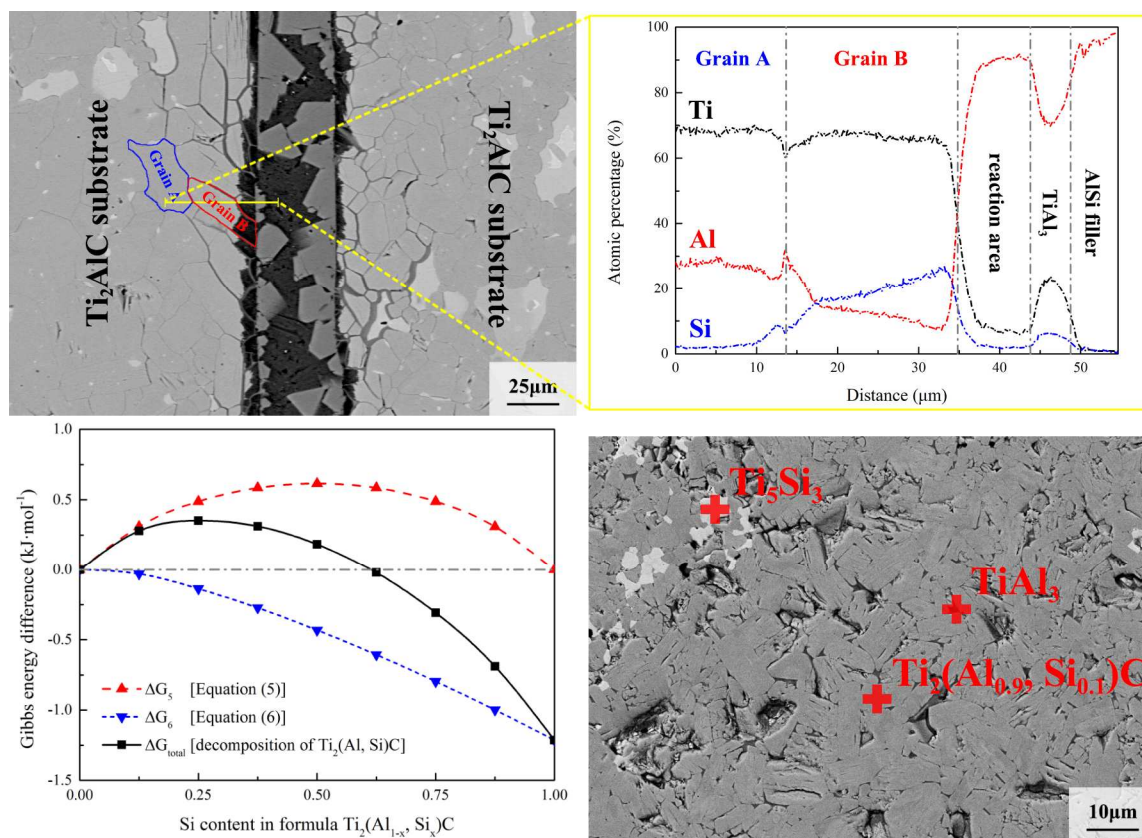 Ti₂AlC substrate
Grain A
Grain B
Ti₂AlC substrate
25μm
Atomic percentage (%)
100
80
60
40
20
0
Grain A
Grain B
Ti
Al
Si
reaction area
TiAl₃
AlSi filler
0
10
20
30
40
50
Distance (μm)
Gibbs energy difference (kJ·mol⁻¹)
1.0
0.5
0.0
-0.5
-1.0
-1.5
ΔG₅ [Equation (5)]
ΔG₆ [Equation (6)]
ΔG_total [decomposition of Ti₂(Al, Si)C]
0.00
0.25
0.50
0.75
1.00
Si content in formula Ti₂(Al₁₋ₓ, Siₓ)C
Ti₅Si₃
TiAl₃
Ti₂(Al₀.₉, Si₀.₁)C
10μm